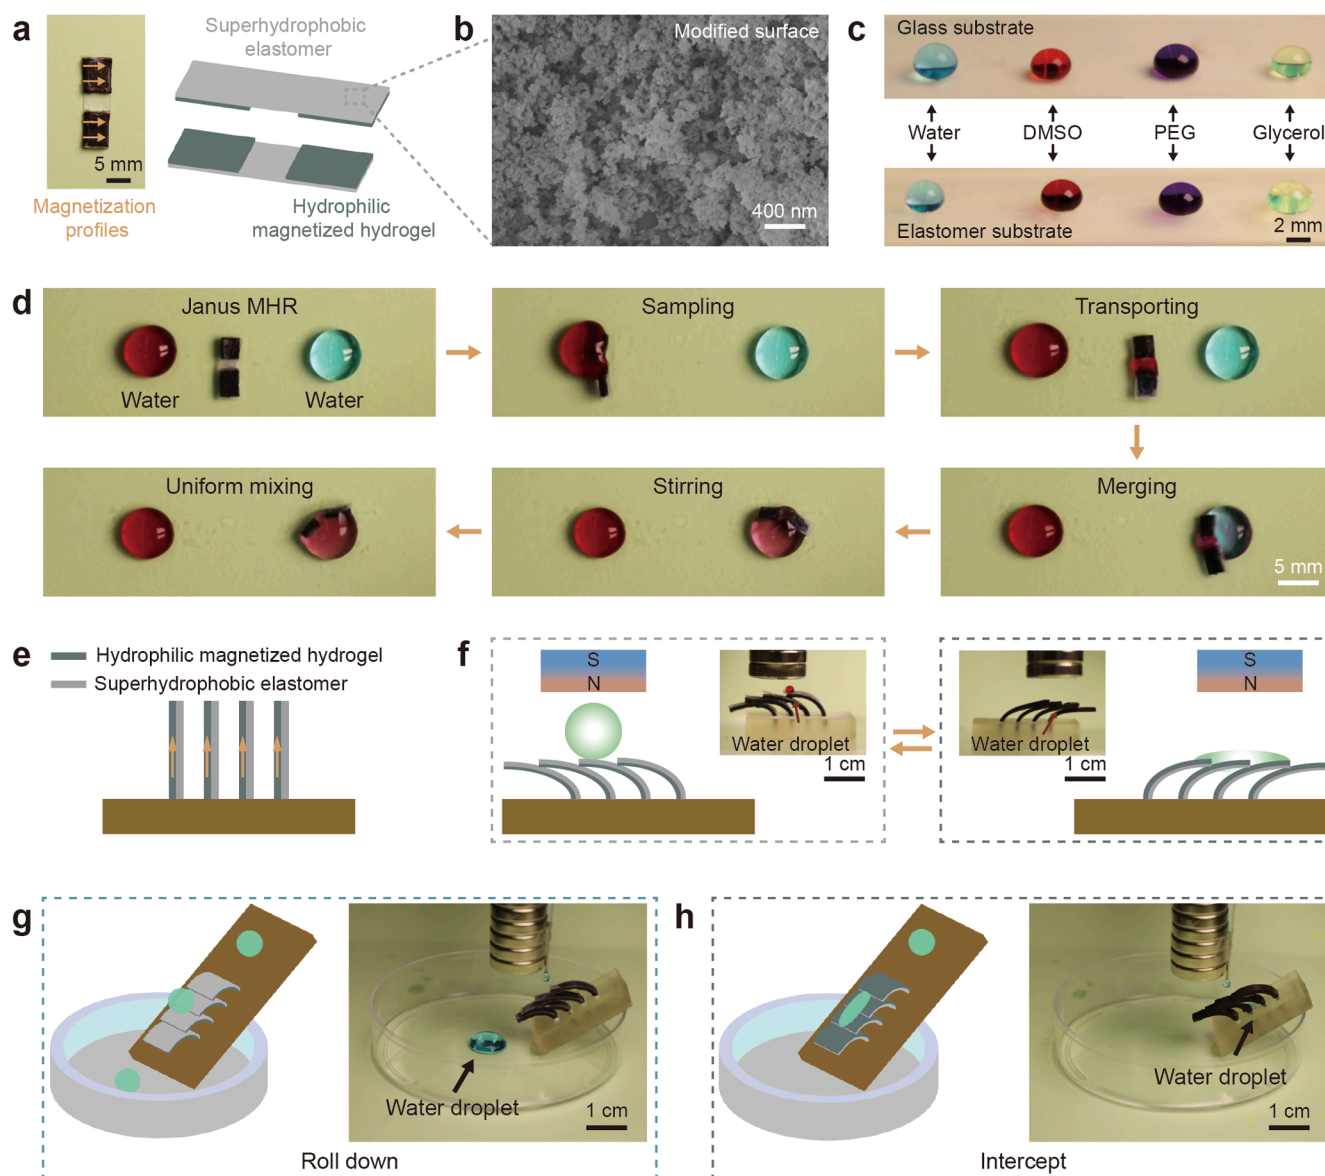 a
5 mm
Magnetization
profiles
Superhydrophobic
elastomer
Hydrophilic
magnetized hydrogel
b
Modified surface
400 nm
c
Glass substrate
Water
DMSO
PEG
Glycerol
Elastomer substrate
2 mm
d
Janus MHR
Water
Water
Sampling
Transporting
Uniform mixing
Stirring
Merging
5 mm
e
Hydrophilic magnetized hydrogel
Superhydrophobic elastomer
f
S
N
Water droplet
1 cm
Water droplet
1 cm
S
N
g
Water droplet
1 cm
Roll down
h
Water droplet
1 cm
Intercept